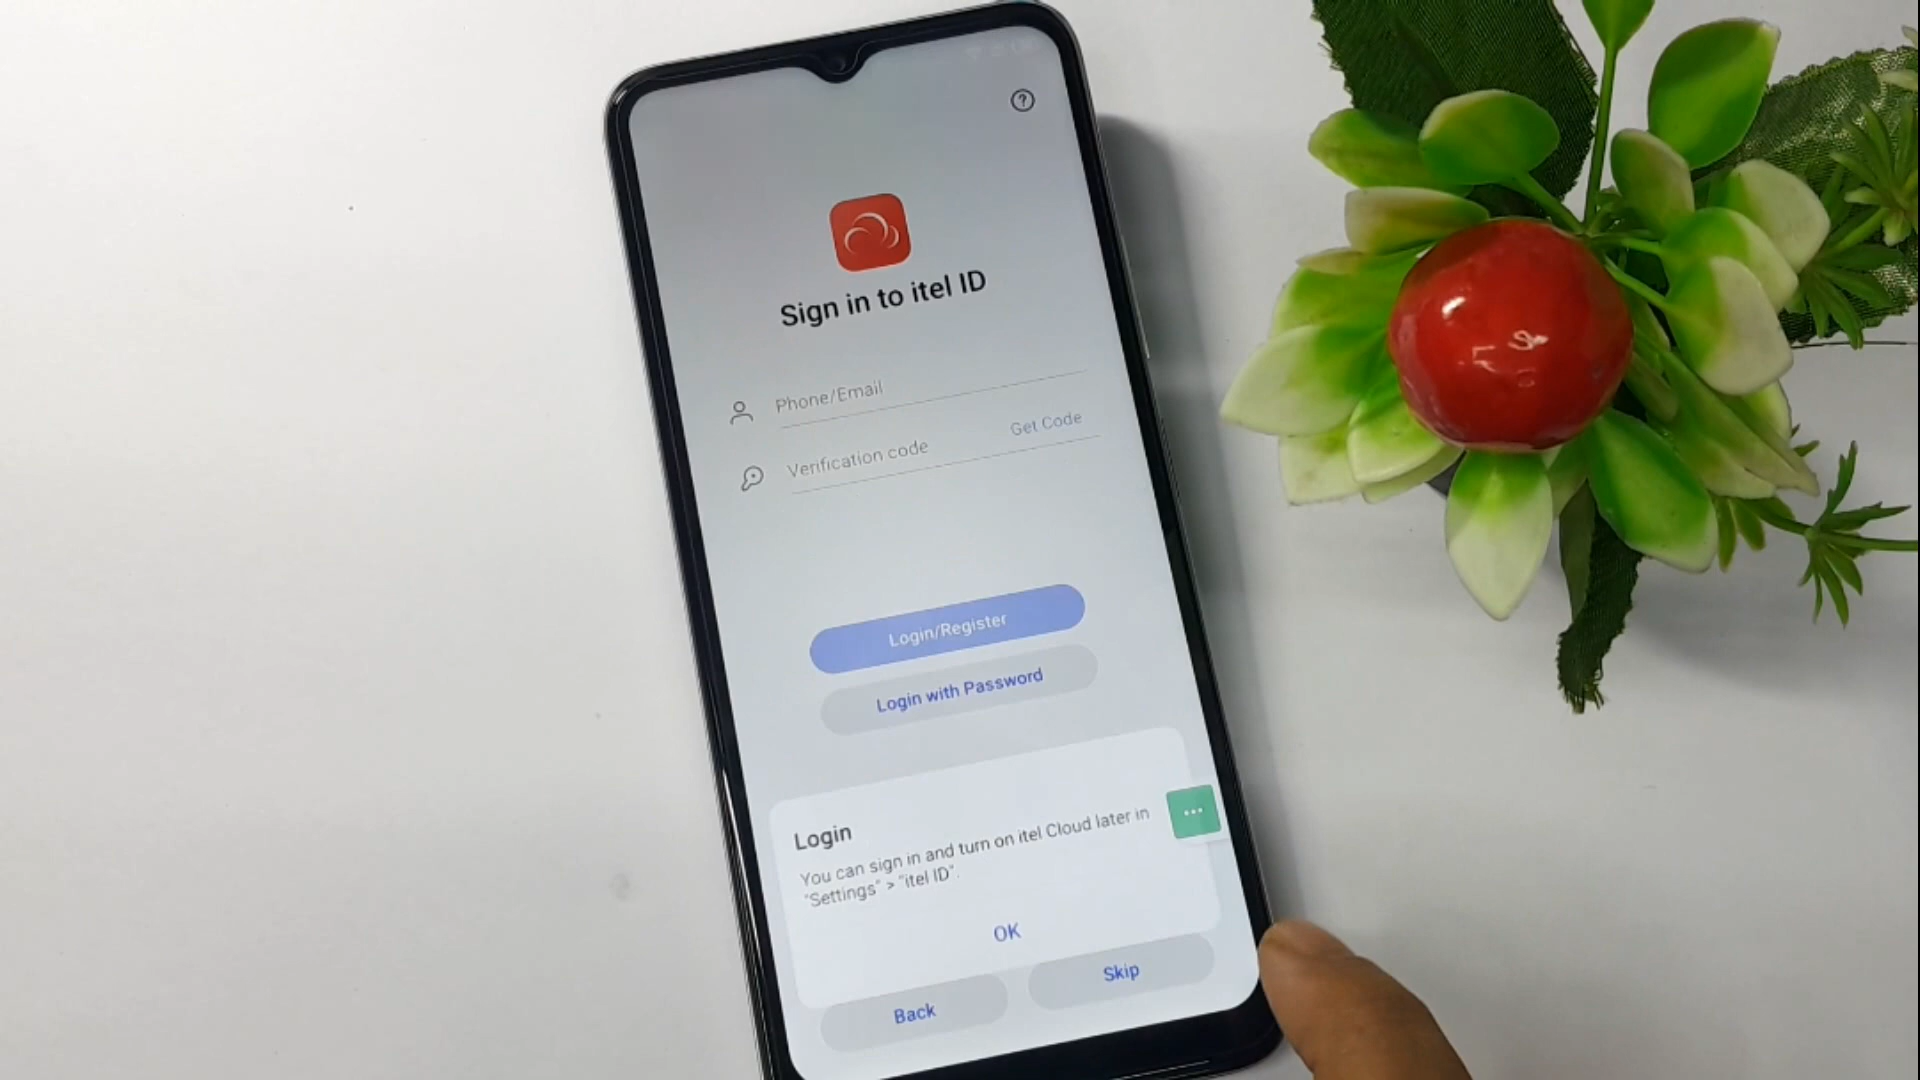 Sign in to itel ID
Phone/Email
Verification code
Get Code
Login/Register
Login with Password
Login
You can sign in and turn on itel Cloud later in
"Settings" > "itel ID".
OK
Back
Skip